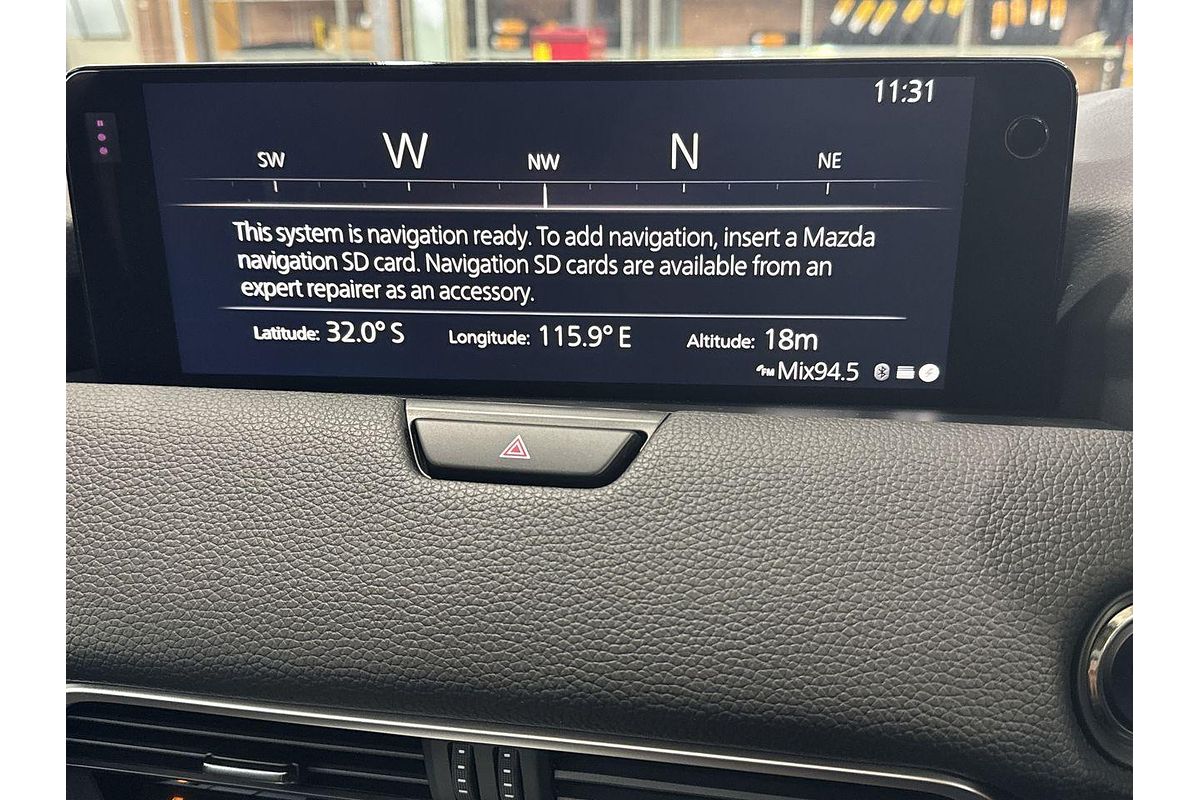 11:31
SW W NW N NE
This system is navigation ready. To add navigation, insert a Mazda
navigation SD card. Navigation SD cards are available from an
expert repairer as an accessory.
Latitude: 32.0° S Longitude: 115.9° E Altitude: 18m
FM Mix94.5